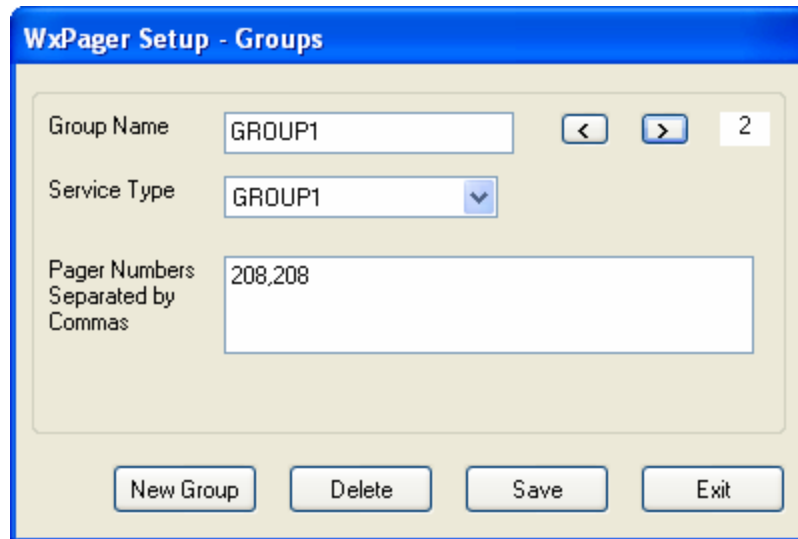 WxPager Setup - Groups
Group Name
GROUP1
<
>
2
Service Type
GROUP1
Pager Numbers
Separated by
Commas
208,208
New Group
Delete
Save
Exit